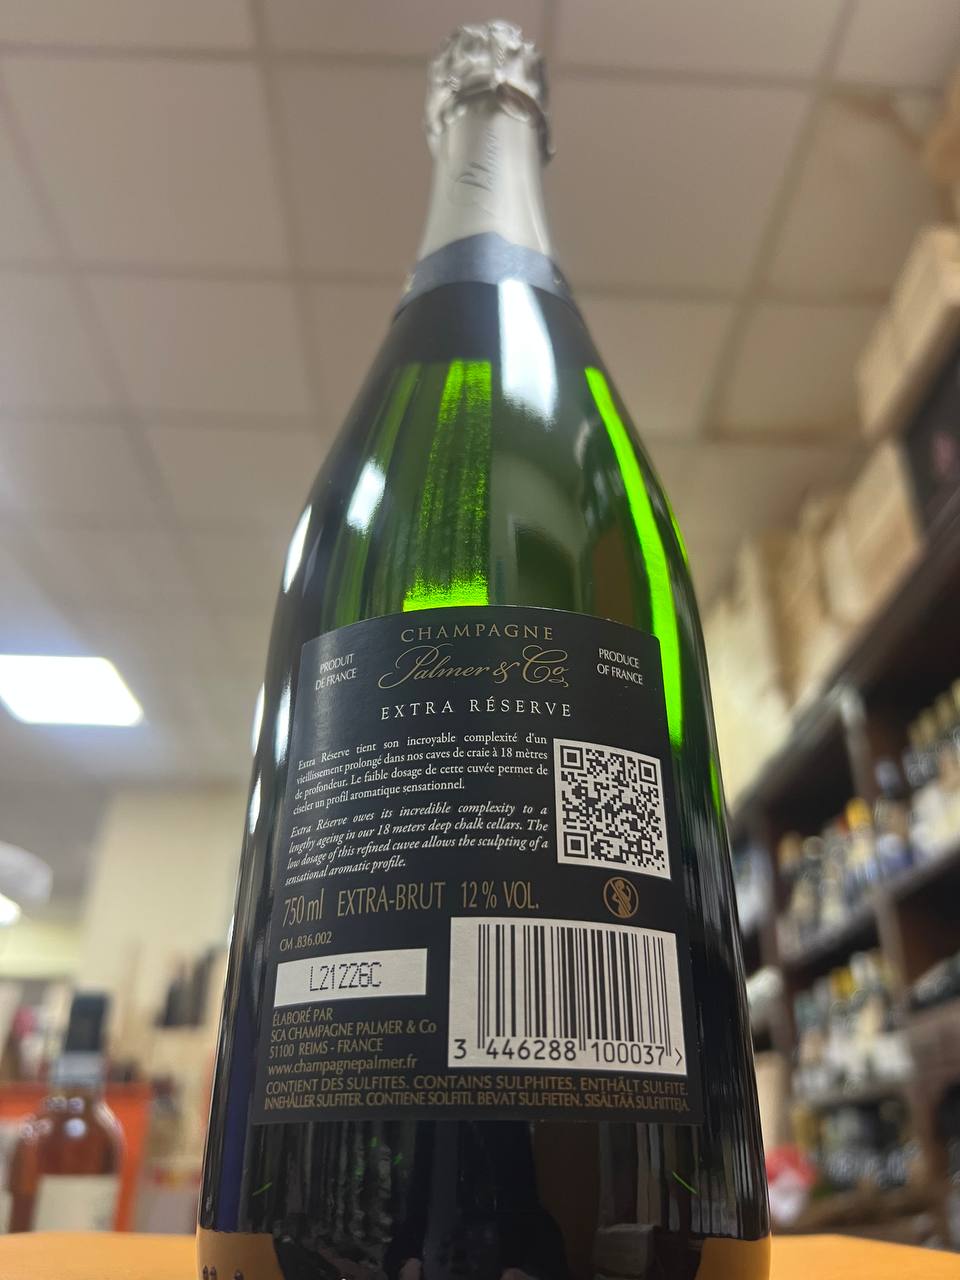 Palmer
CHAMPAGNE
Palmer & Co
PRODUIT
DE FRANCE
PRODUCE
OF FRANCE
EXTRA RÉSERVE
Extra Réserve tient son incroyable complexité d'un
vieillissement prolongé dans nos caves de craie à 18 mètres
de profondeur. Le faible dosage de cette cuvée permet de
ciseler un profil aromatique sensationnel.
Extra Réserve owes its incredible complexity to a
lengthy ageing in our 18 meters deep chalk cellars. The
low dosage of this refined cuvee allows the sculpting of a
sensational aromatic profile.
750 ml EXTRA-BRUT 12 % VOL.
CM .836.002
L21226C
ÉLABORÉ PAR
SCA CHAMPAGNE PALMER & Co
51100 REIMS - FRANCE
www.champagnepalmer.fr
3 446288 100037 >
CONTIENT DES SULFITES. CONTAINS SULPHITES. ENTHÄLT SULFITE.
INNEHÅLLER SULFITER. CONTIENE SOLFITI. BEVAT SULFIETEN. SISÄLTÄÄ SULFIITTEJA.